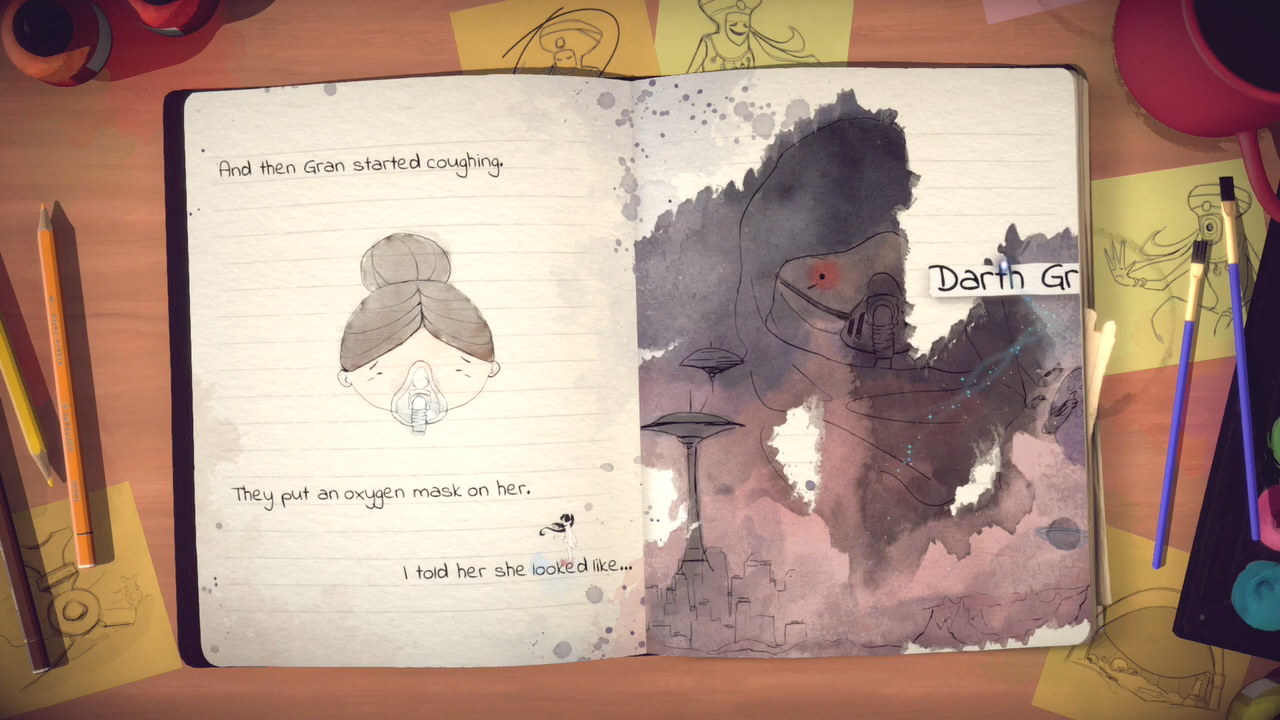 And then Gran started coughing.
They put an oxygen mask on her.
I told her she looked like...
Darth Gr